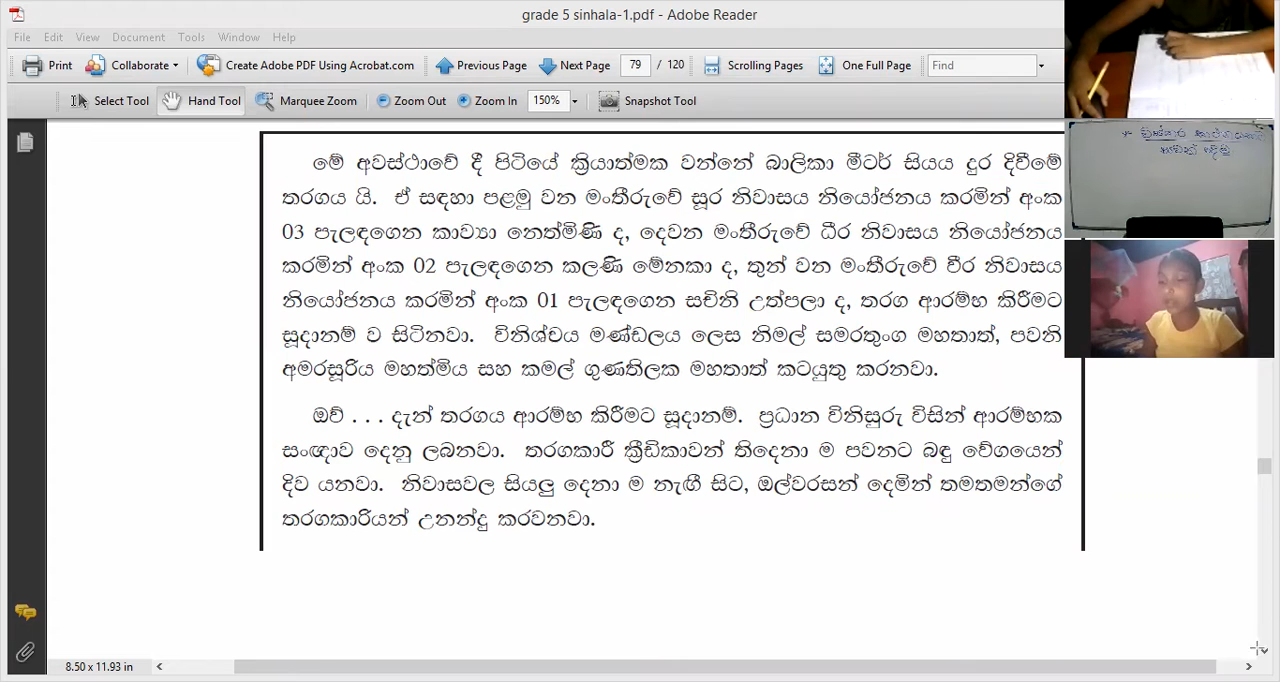 grade 5 sinhala-1.pdf - Adobe Reader
File Edit View Document Tools Window Help
Print Collaborate Create Adobe PDF Using Acrobat.com Previous Page Next Page 79 / 120 Scrolling Pages One Full Page Find
Select Tool Hand Tool Marquee Zoom Zoom Out Zoom In 150% Snapshot Tool
මේ අවස්ථාවේ දී පිටියේ ක්‍රියාත්මක වන්නේ බාලිකා මීටර් සියය දුර දිවීමේ
තරගය යි. ඒ සඳහා පළමු වන මංතීරුවේ සූර නිවාසය නියෝජනය කරමින් අංක
03 පැලඳගෙන කාව්‍යා නෙත්මිණි ද, දෙවන මංතීරුවේ ධීර නිවාසය නියෝජනය
කරමින් අංක 02 පැලඳගෙන කලණි මේනකා ද, තුන් වන මංතීරුවේ වීර නිවාසය
නියෝජනය කරමින් අංක 01 පැලඳගෙන සචිනි උත්පලා ද, තරග ආරම්භ කිරීමට
සූදානම් ව සිටිනවා. විනිශ්චය මණ්ඩලය ලෙස නිමල් සමරතුංග මහතාත්, පවනි
අමරසූරිය මහත්මිය සහ කමල් ගුණතිලක මහතාත් කටයුතු කරනවා.
ඔව් . . . දැන් තරගය ආරම්භ කිරීමට සූදානම්. ප්‍රධාන විනිසුරු විසින් ආරම්භක
සංඥාව දෙනු ලබනවා. තරගකාරී ක්‍රීඩිකාවන් තිදෙනා ම පවනට බඳු වේගයෙන්
දිව යනවා. නිවාසවල සියලු දෙනා ම නැඟී සිට, ඔල්වරසන් දෙමින් තමතමන්ගේ
තරගකාරියන් උනන්දු කරවනවා.
8.50 x 11.93 in